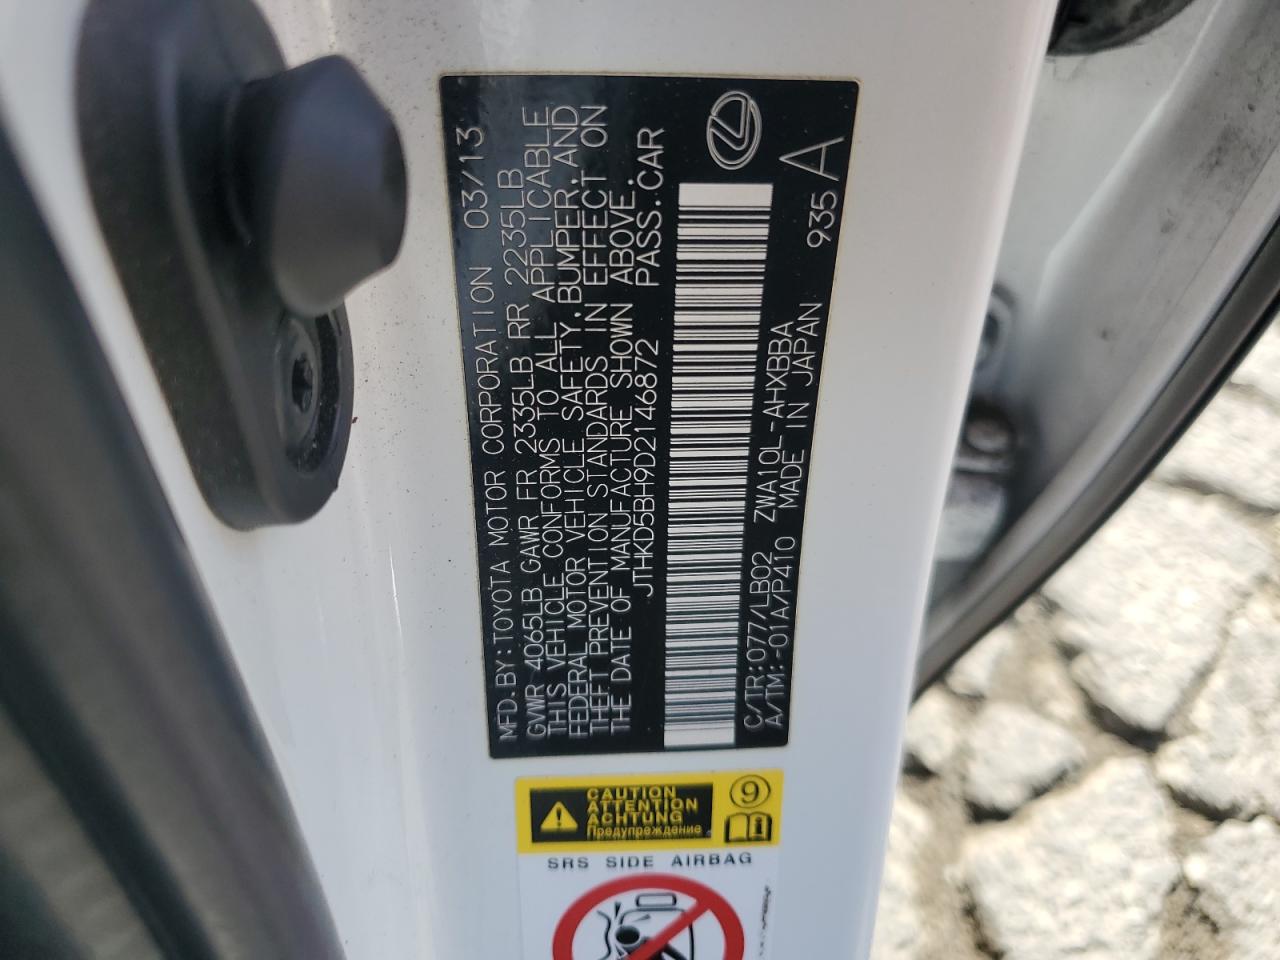 MFD.BY:TOYOTA MOTOR CORPORATION 03/13
GVWR 4065LB GAWR FR 2335LB RR 2235LB
THIS VEHICLE CONFORMS TO ALL APPLICABLE
FEDERAL MOTOR VEHICLE SAFETY,BUMPER,AND
THEFT PREVENTION STANDARDS IN EFFECT ON
THE DATE OF MANUFACTURE SHOWN ABOVE.
JTHKD5BH9D2146872 PASS.CAR
C/TR:077/LB02 ZWA10L-AHXBBA 935
A/TM:-01A/P410 MADE IN JAPAN A
CAUTION
ATTENTION
ACHTUNG
Предупреждение
9
i
SRS SIDE AIRBAG